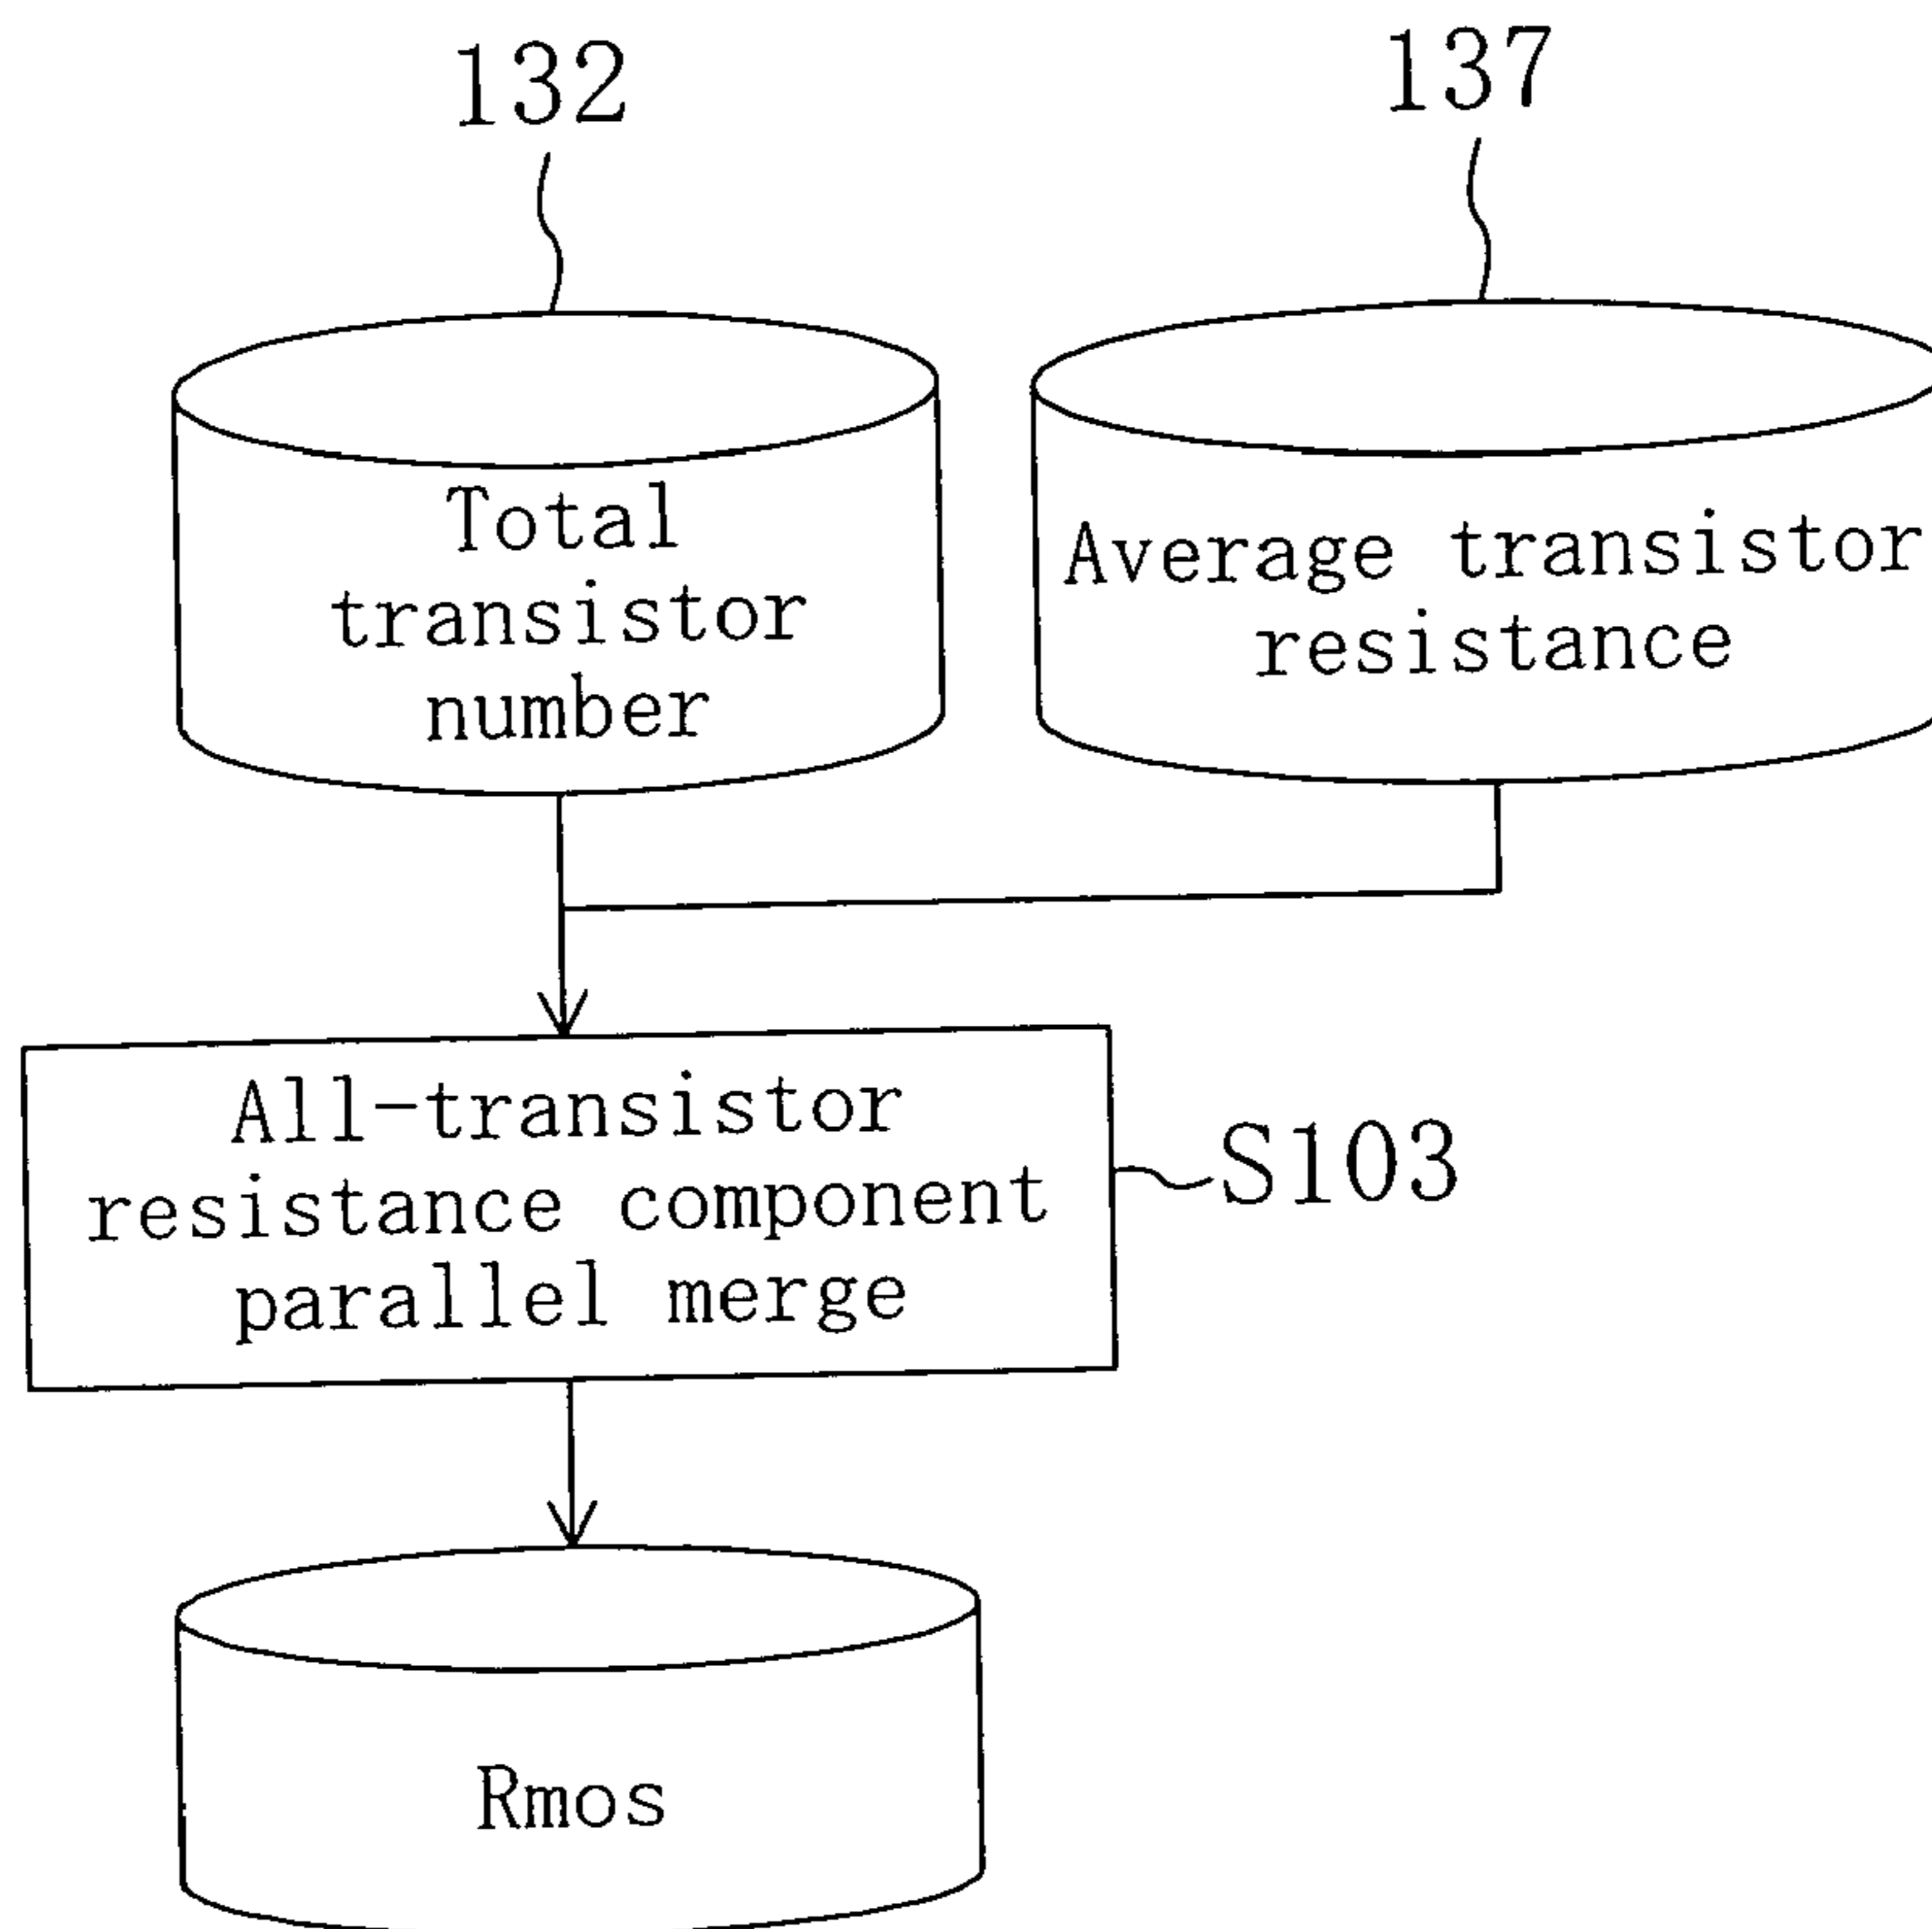 132
137
Total
transistor
number
Average transistor
resistance
All-transistor
resistance component
parallel merge
S103
Rmos